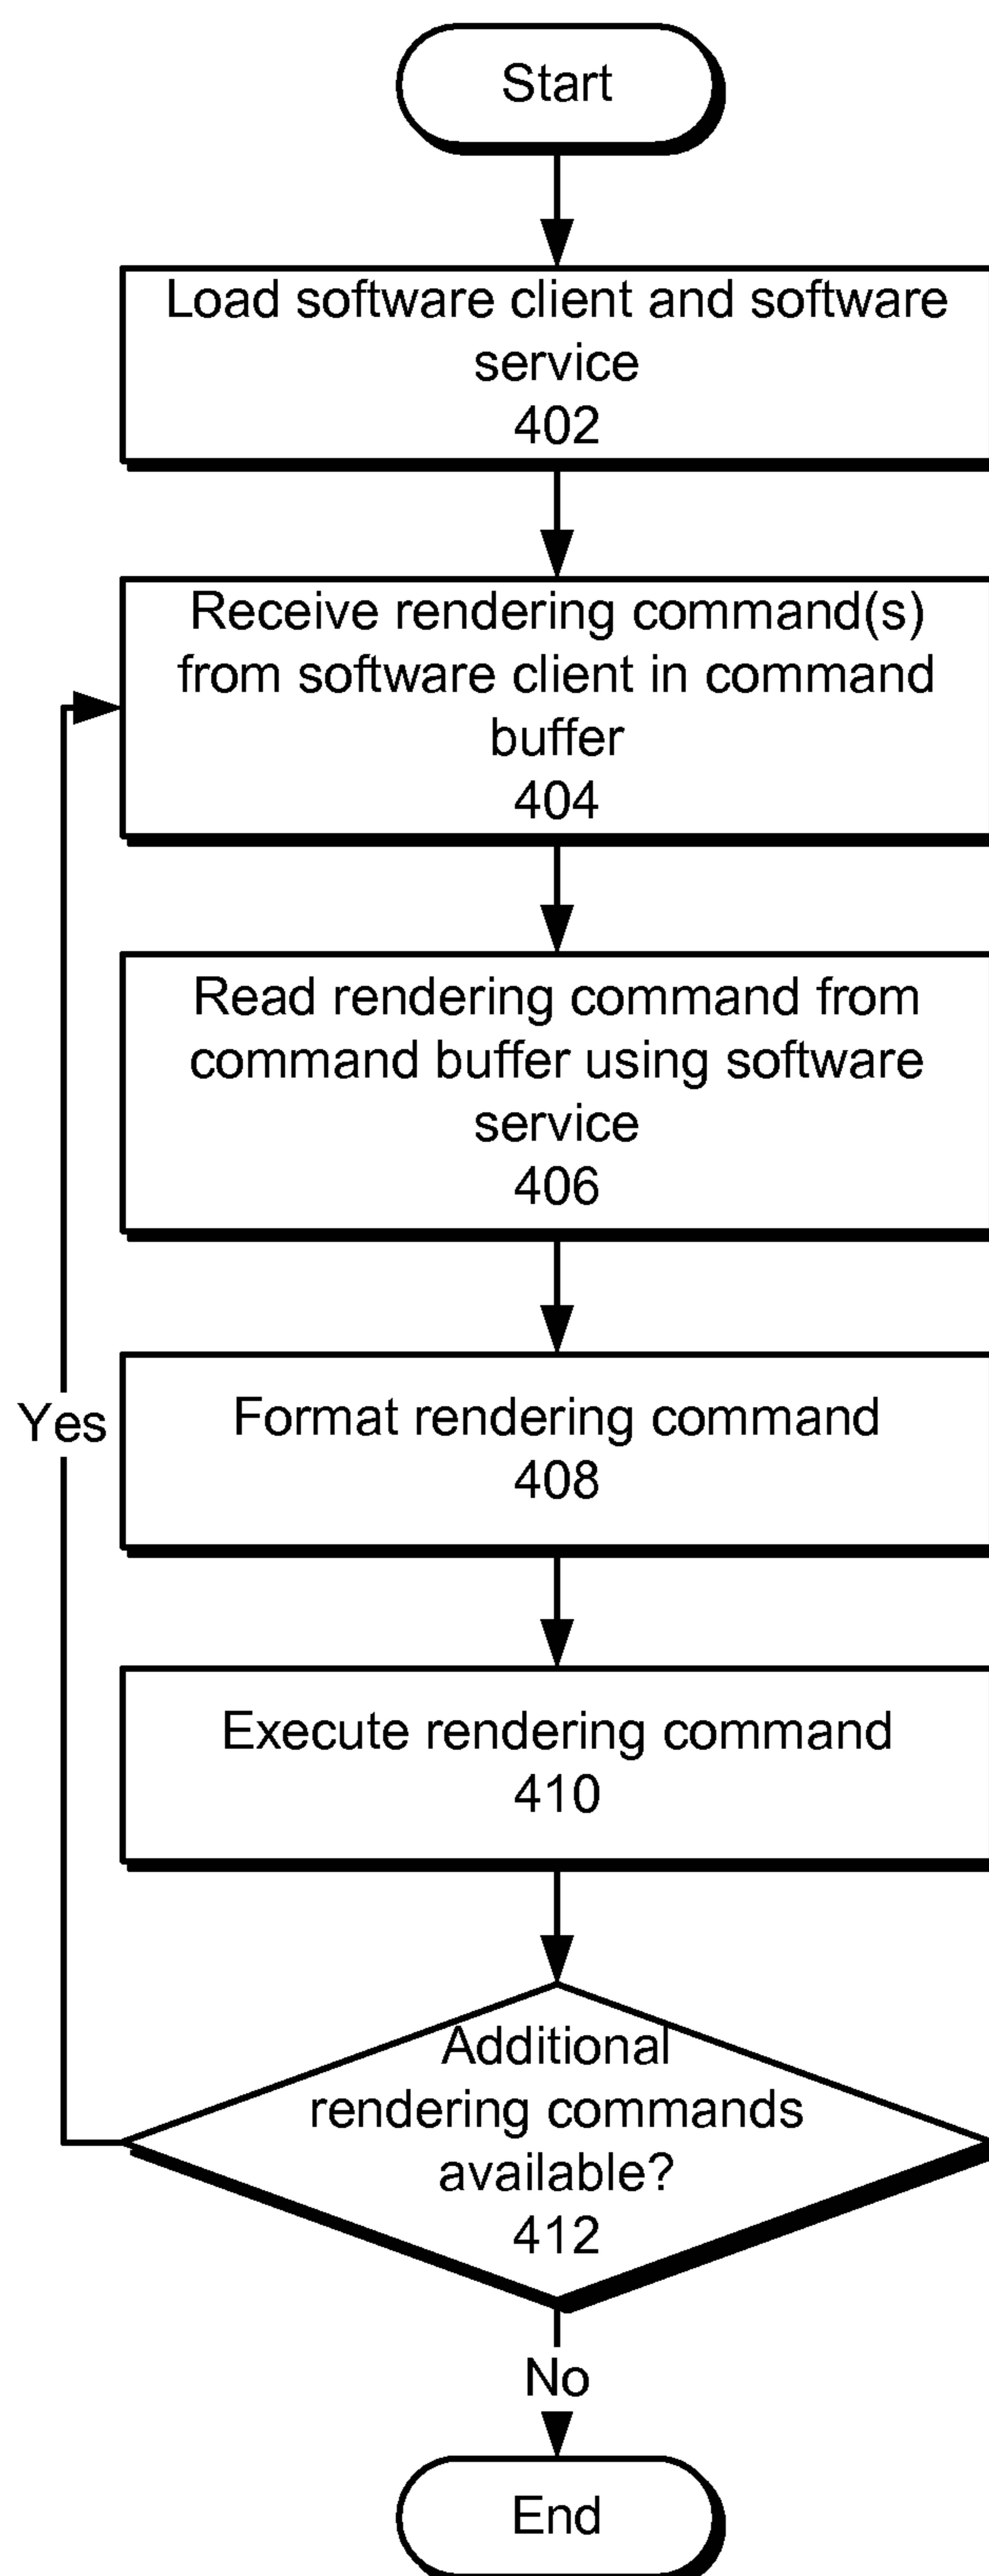 Start
Load software client and software
service
402
Receive rendering command(s)
from software client in command
buffer
404
Read rendering command from
command buffer using software
service
406
Yes
Format rendering command
408
Execute rendering command
410
Additional
rendering commands
available?
412
No
End